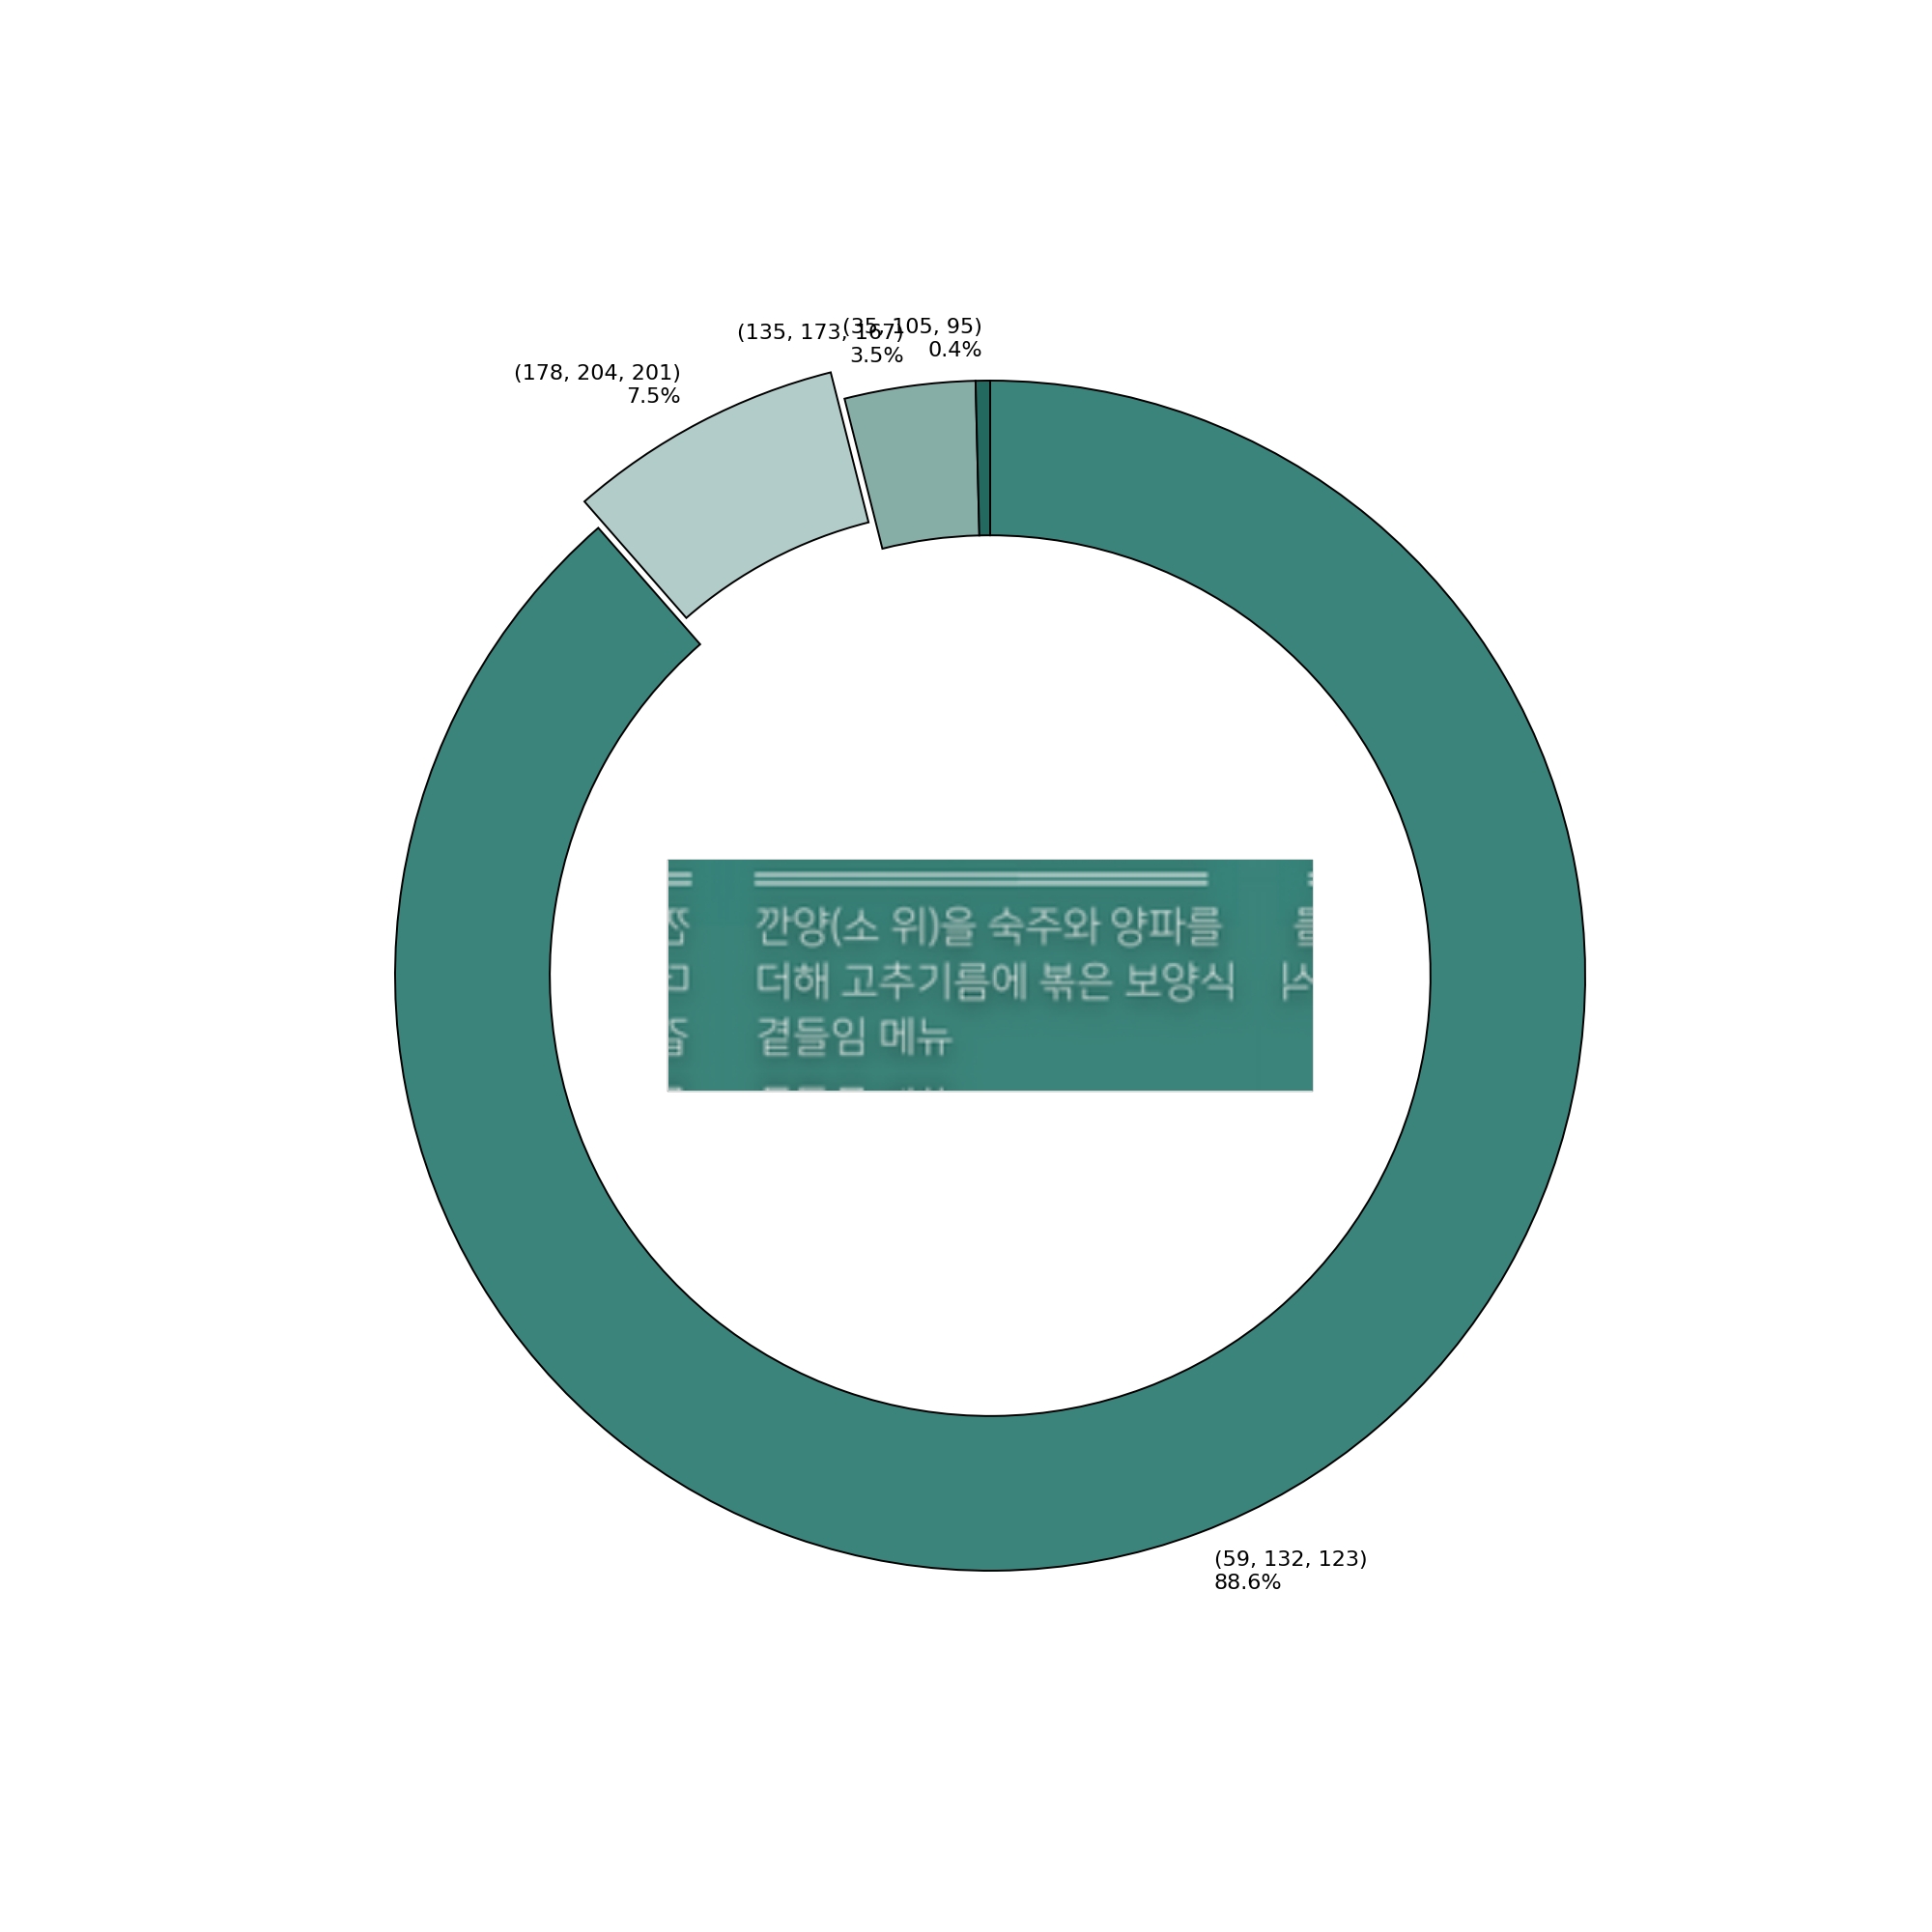 (135, 173, 167)
3.5%
(35, 105, 95)
0.4%
(178, 204, 201)
7.5%
깐양(소 위)을 숙주와 양파를
더해 고추기름에 볶은 보양식
곁들임 메뉴
(59, 132, 123)
88.6%